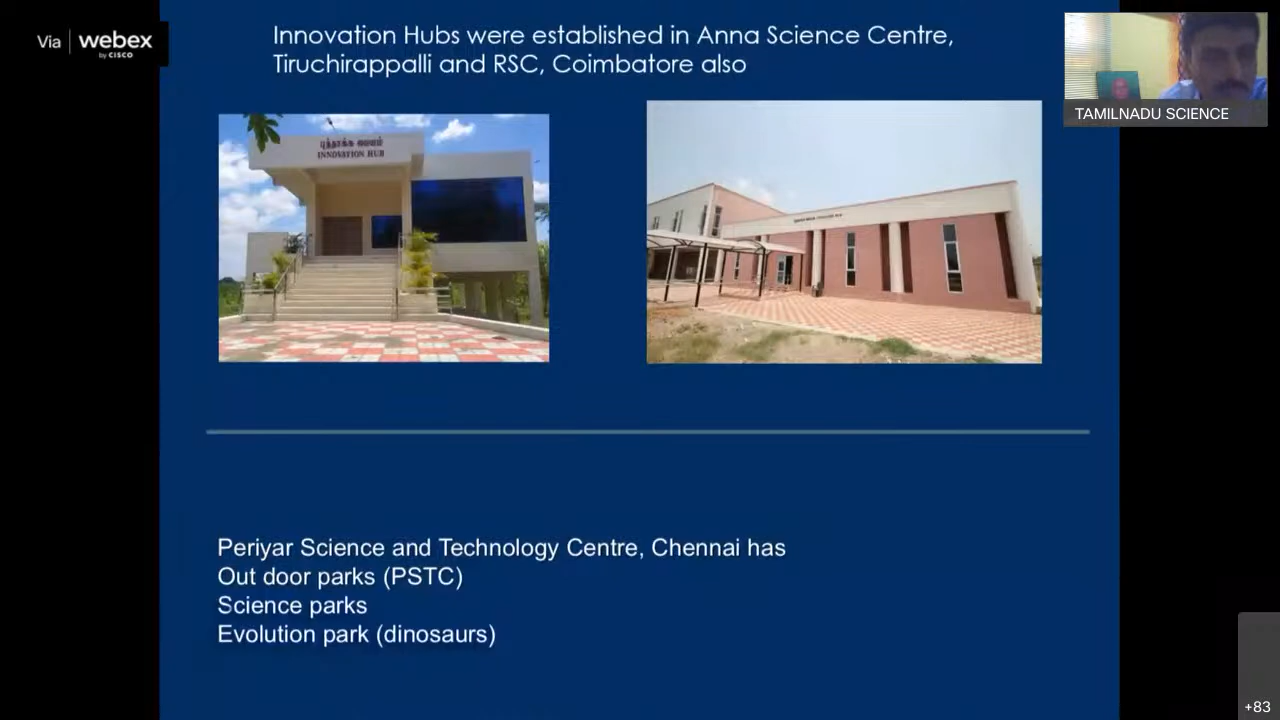 Via webex
by CISCO
Innovation Hubs were established in Anna Science Centre,
Tiruchirappalli and RSC, Coimbatore also
TAMILNADU SCIENCE
புத்தாக்க மையம்
INNOVATION HUB
Periyar Science and Technology Centre, Chennai has
Out door parks (PSTC)
Science parks
Evolution park (dinosaurs)
+83